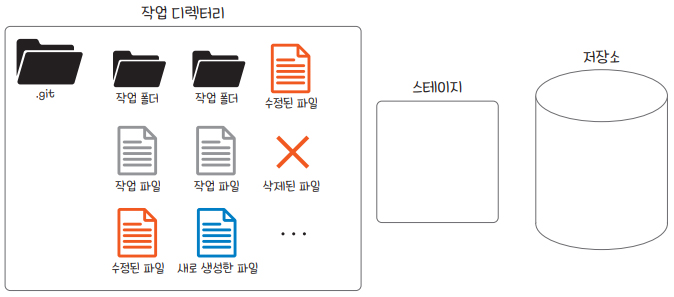 작업 디렉터리
.git
작업 폴더
작업 폴더
수정된 파일
작업 파일
작업 파일
삭제된 파일
수정된 파일
새로 생성한 파일
...
스테이지
저장소